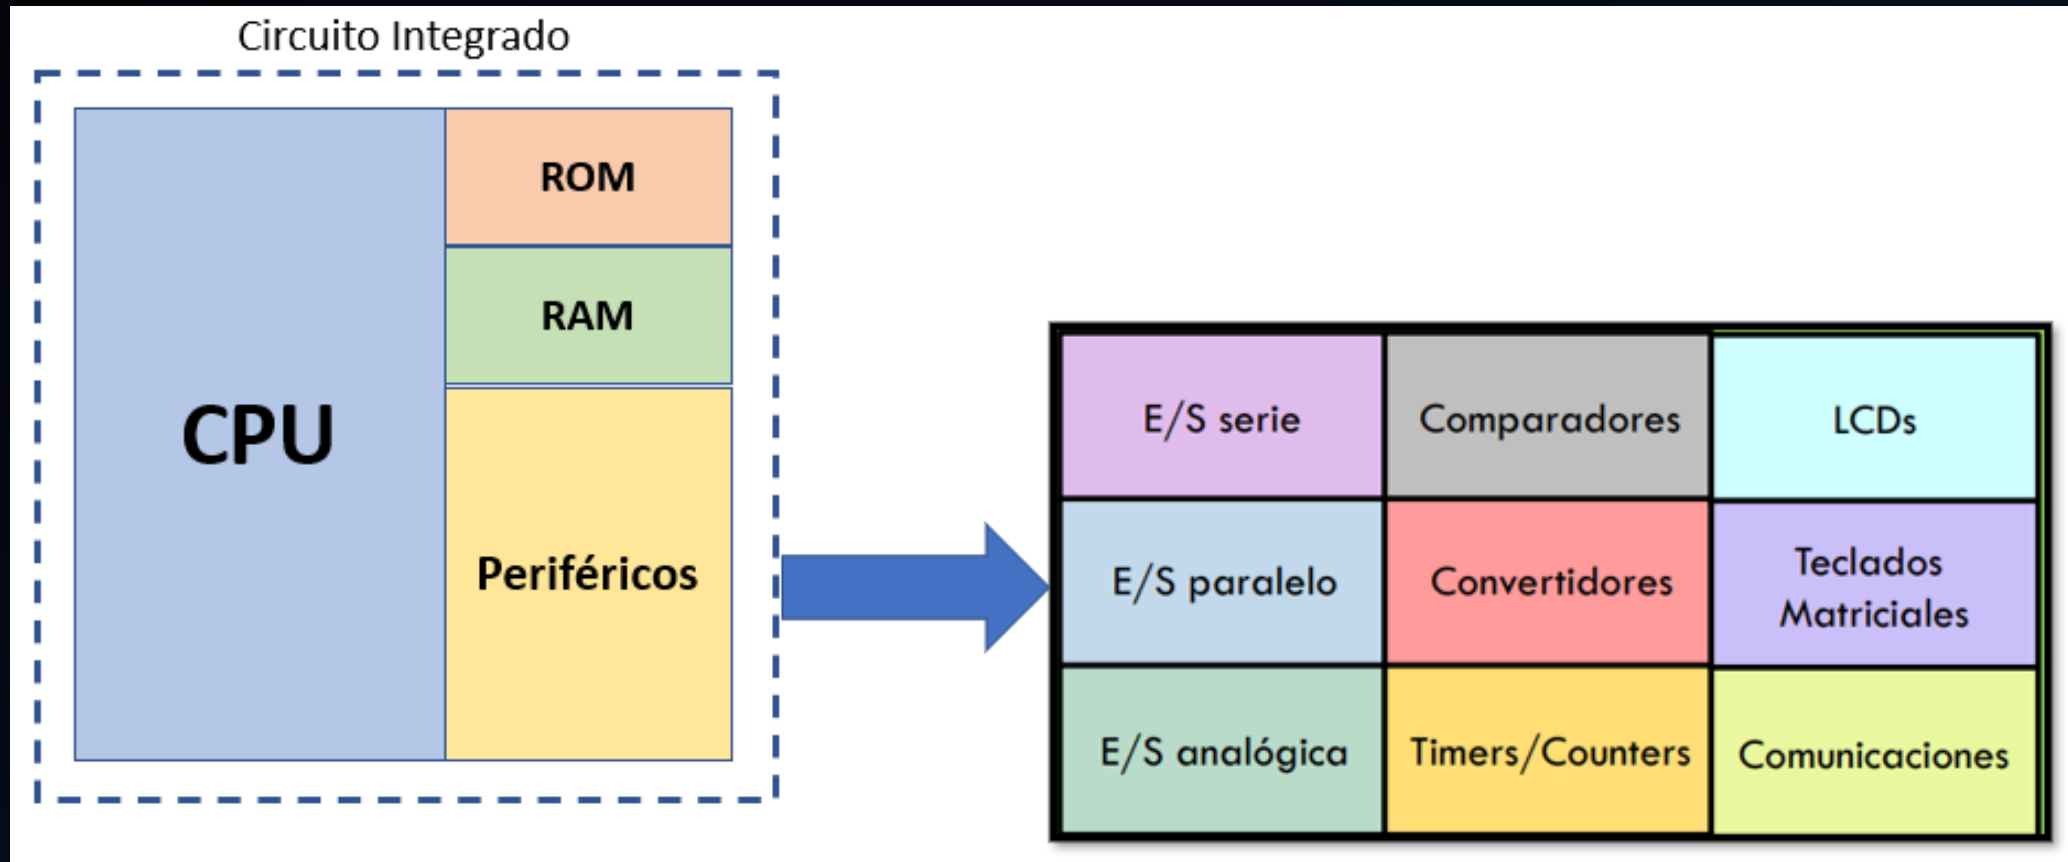 Circuito Integrado
CPU
ROM
RAM
Periféricos
E/S serie
Comparadores
LCDs
E/S paralelo
Convertidores
Teclados
Matriciales
E/S analógica
Timers/Counters
Comunicaciones